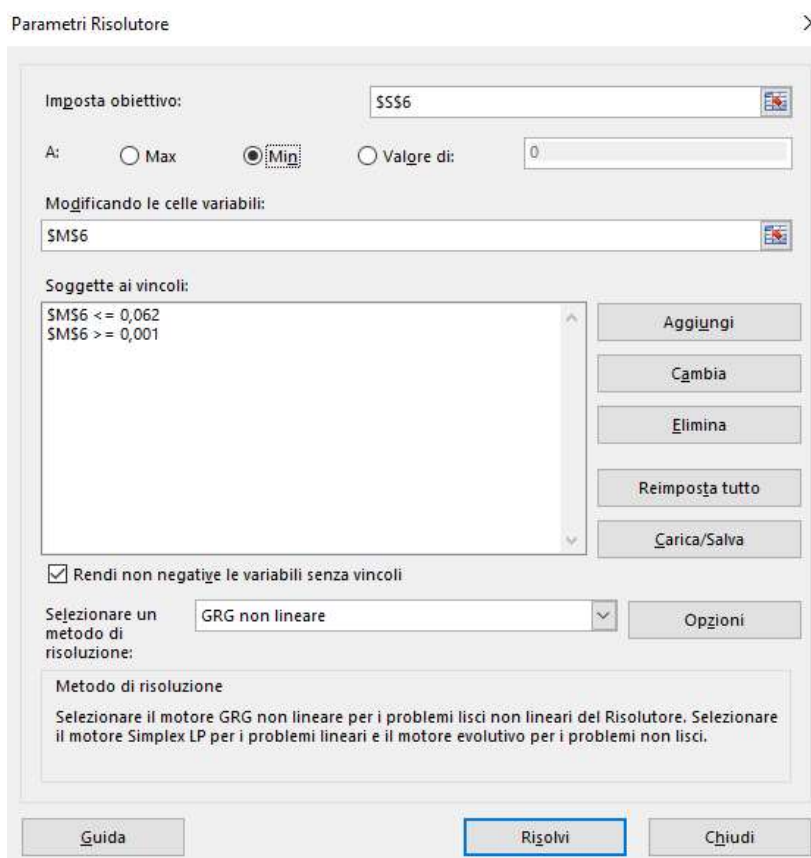 Parametri Risolutore
Imposta obiettivo:
$S$6
A:
Max
Min
Valore di:
0
Modificando le celle variabili:
$M$6
Soggette ai vincoli:
$M$6 <= 0,062
$M$6 >= 0,001
Aggiungi
Cambia
Elimina
Reimposta tutto
Carica/Salva
Rendi non negative le variabili senza vincoli
Selezionare un
metodo di
risoluzione:
GRG non lineare
Opzioni
Metodo di risoluzione
Selezionare il motore GRG non lineare per i problemi lisci non lineari del Risolutore. Selezionare
il motore Simplex LP per i problemi lineari e il motore evolutivo per i problemi non lisci.
Guida
Risolvi
Chiudi